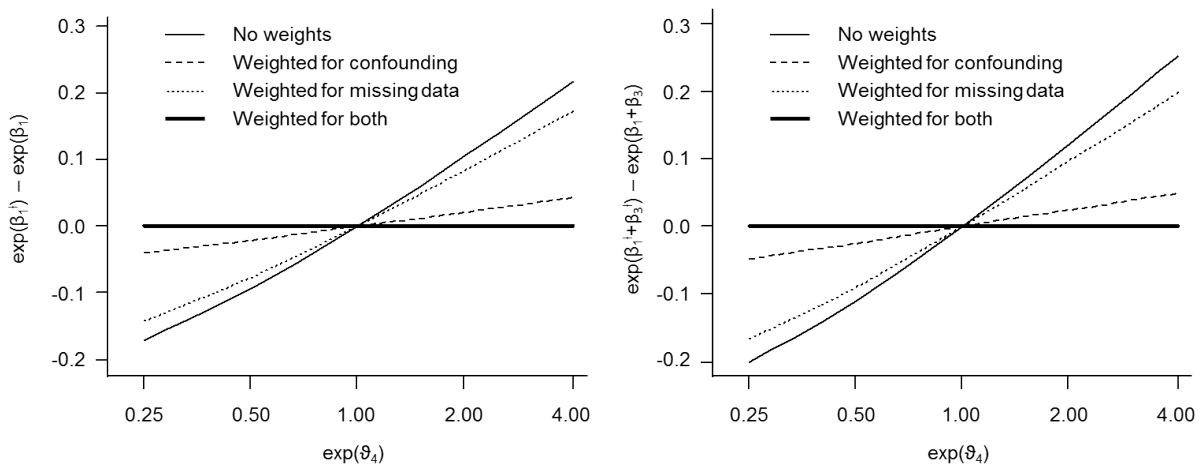 0.3
0.2
0.1
0.0
-0.1
-0.2
exp(β₁ⁱ) − exp(β₁)
No weights
Weighted for confounding
Weighted for missing data
Weighted for both
0.25 0.50 1.00 2.00 4.00
exp(ϑ₄)
0.3
0.2
0.1
0.0
-0.1
-0.2
exp(β₁ⁱ+β₃ⁱ) − exp(β₁+β₃)
No weights
Weighted for confounding
Weighted for missing data
Weighted for both
0.25 0.50 1.00 2.00 4.00
exp(ϑ₄)